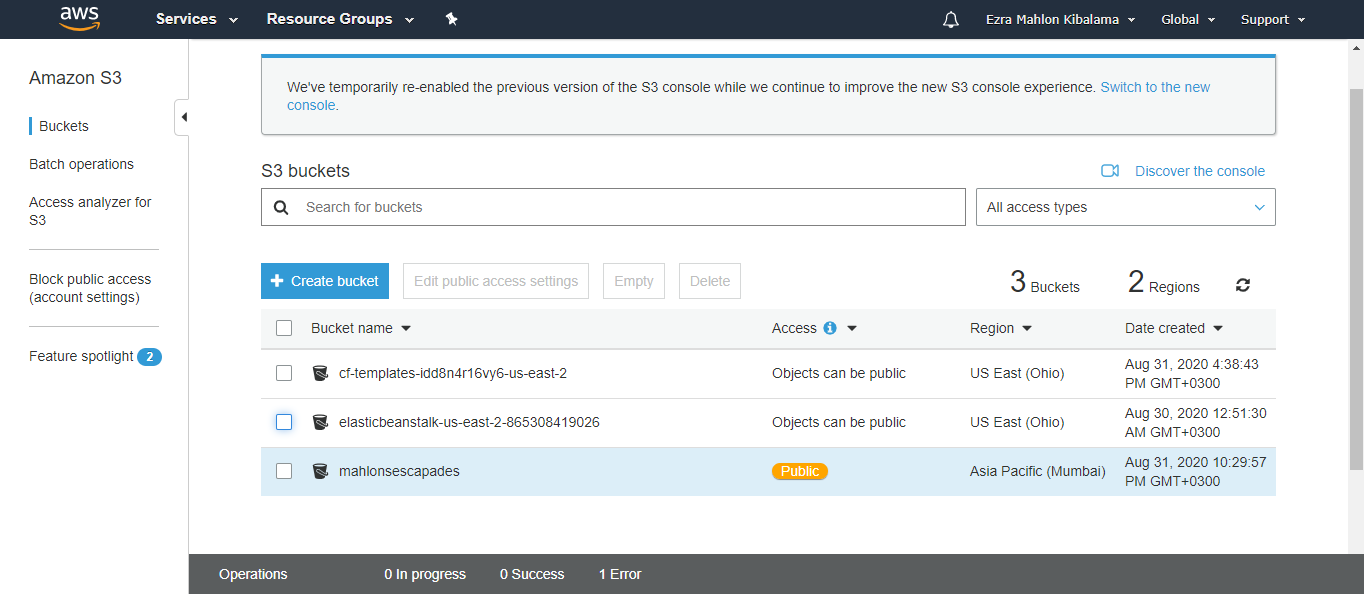 aws Services Resource Groups Ezra Mahlon Kibalama Global Support
Amazon S3
Buckets
Batch operations
Access analyzer for
S3
Block public access
(account settings)
Feature spotlight 2
We've temporarily re-enabled the previous version of the S3 console while we continue to improve the new S3 console experience. Switch to the new
console.
S3 buckets Discover the console
Search for buckets All access types
+ Create bucket Edit public access settings Empty Delete 3 Buckets 2 Regions
Bucket name Access i Region Date created
cf-templates-idd8n4r16vy6-us-east-2 Objects can be public US East (Ohio) Aug 31, 2020 4:38:43
PM GMT+0300
elasticbeanstalk-us-east-2-865308419026 Objects can be public US East (Ohio) Aug 30, 2020 12:51:30
AM GMT+0300
mahlonsescapades Public Asia Pacific (Mumbai) Aug 31, 2020 10:29:57
PM GMT+0300
Operations 0 In progress 0 Success 1 Error